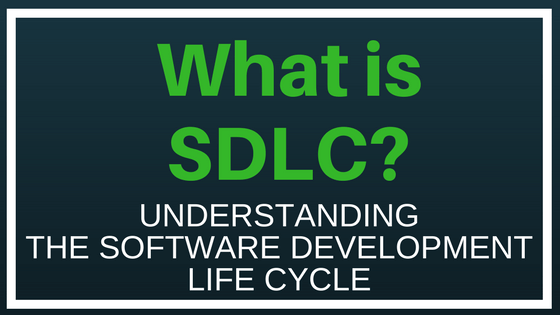 What is
SDLC?
UNDERSTANDING
THE SOFTWARE DEVELOPMENT
LIFE CYCLE